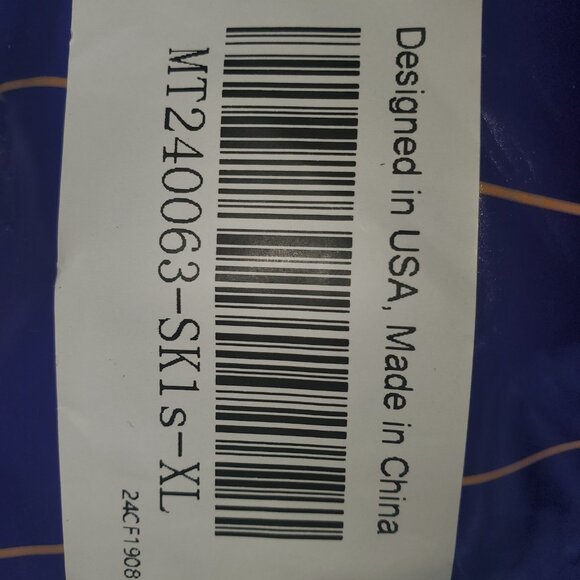 Designed in USA, Made in China
MT240063-SK1s-XL
24CF1908